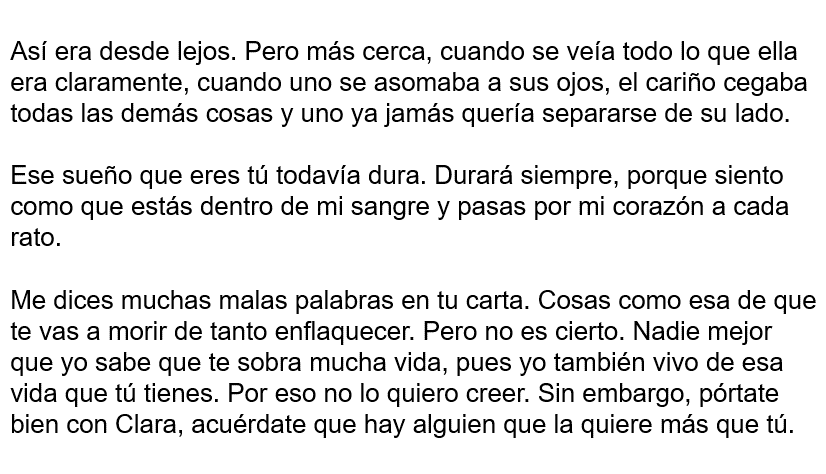 Así era desde lejos. Pero más cerca, cuando se veía todo lo que ella
era claramente, cuando uno se asomaba a sus ojos, el cariño cegaba
todas las demás cosas y uno ya jamás quería separarse de su lado.
Ese sueño que eres tú todavía dura. Durará siempre, porque siento
como que estás dentro de mi sangre y pasas por mi corazón a cada
rato.
Me dices muchas malas palabras en tu carta. Cosas como esa de que
te vas a morir de tanto enflaquecer. Pero no es cierto. Nadie mejor
que yo sabe que te sobra mucha vida, pues yo también vivo de esa
vida que tú tienes. Por eso no lo quiero creer. Sin embargo, pórtate
bien con Clara, acuérdate que hay alguien que la quiere más que tú.